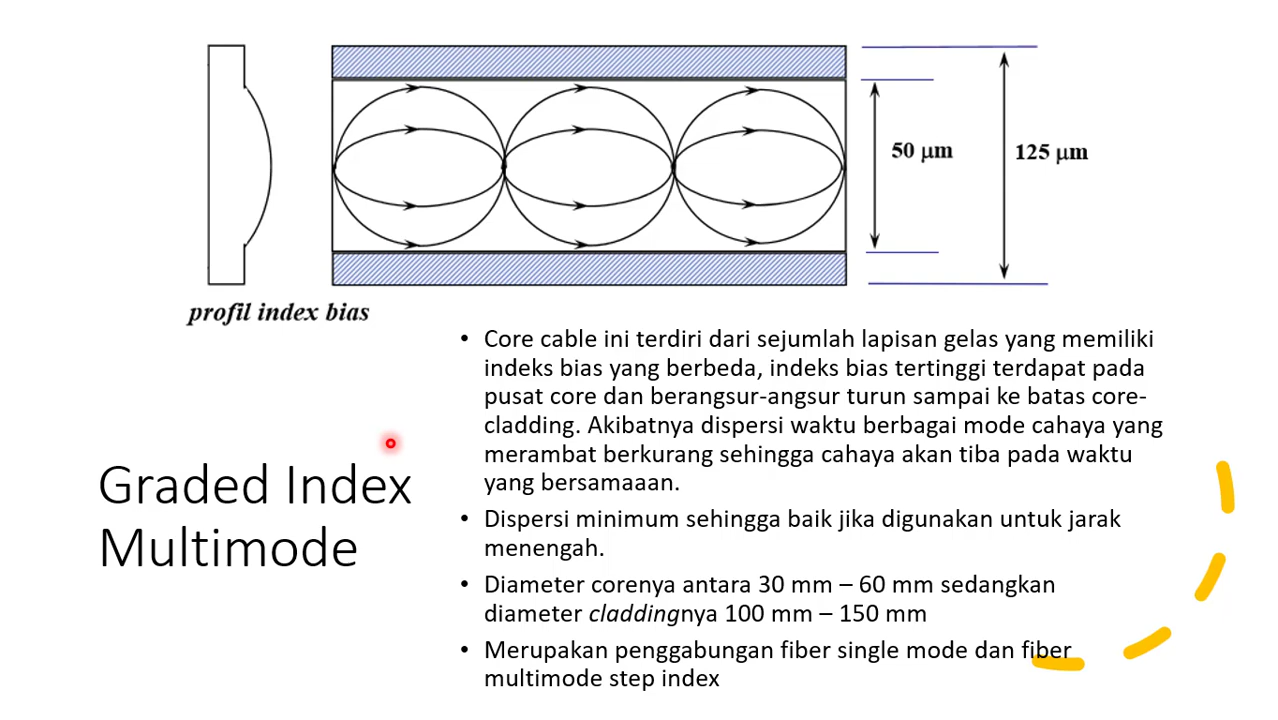 50 μm
125 μm
profil index bias
Graded Index
Multimode
• Core cable ini terdiri dari sejumlah lapisan gelas yang memiliki
indeks bias yang berbeda, indeks bias tertinggi terdapat pada
pusat core dan berangsur-angsur turun sampai ke batas core-
cladding. Akibatnya dispersi waktu berbagai mode cahaya yang
merambat berkurang sehingga cahaya akan tiba pada waktu
yang bersamaaan.
• Dispersi minimum sehingga baik jika digunakan untuk jarak
menengah.
• Diameter corenya antara 30 mm – 60 mm sedangkan
diameter claddingnya 100 mm – 150 mm
• Merupakan penggabungan fiber single mode dan fiber
multimode step index